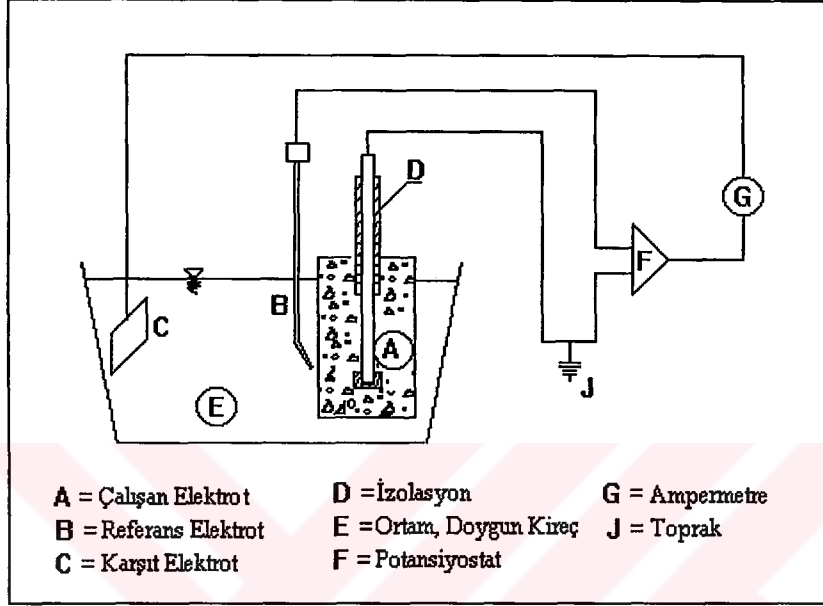 D
G
F
B
C
A
E
J
A = Çalışan Elektrot
D =İzolasyon
G = Ampermetre
B =Referans Elektrot
E =Ortam, Doygun Kireç
J = Toprak
C = Karşıt Elektrot
F = Potansiyostat